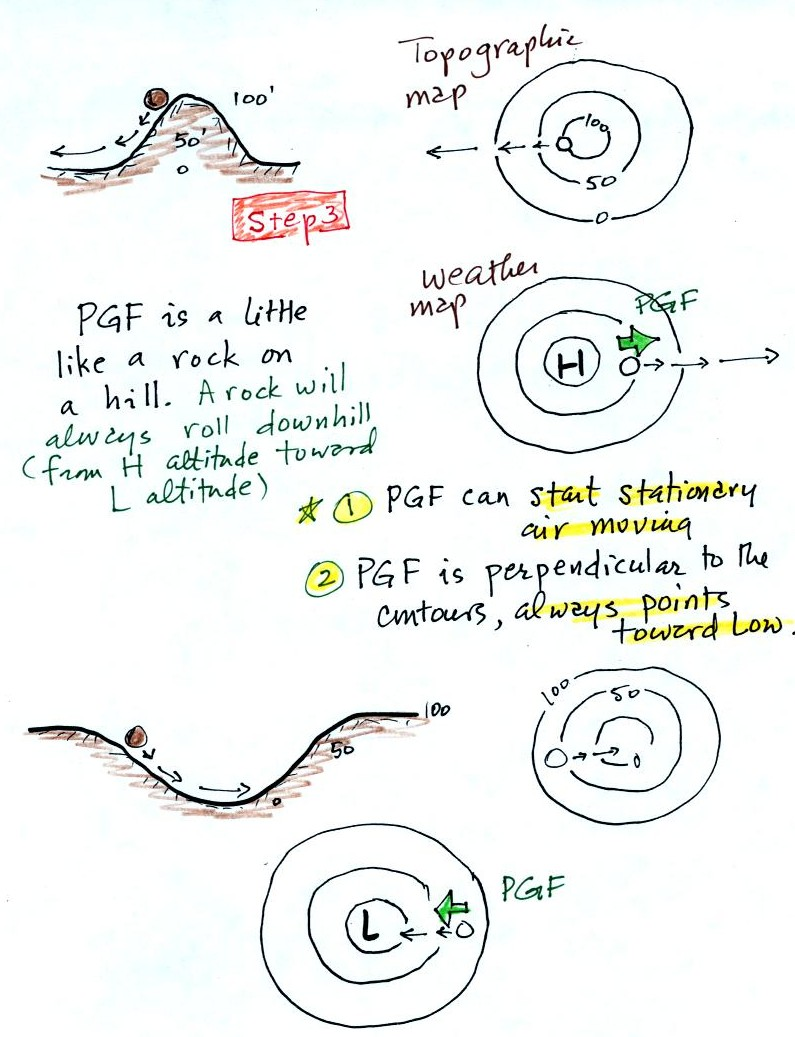 Topographic
map
100'
50'
0
100
50
0
Step 3
Weather
map
PGF
H
PGF is a little
like a rock on
a hill. A rock will
always roll downhill
(from H altitude toward
L altitude)
① PGF can start stationary
air moving
② PGF is perpendicular to the
contours, always points
toward Low.
100
50
0
100
50
0
PGF
L